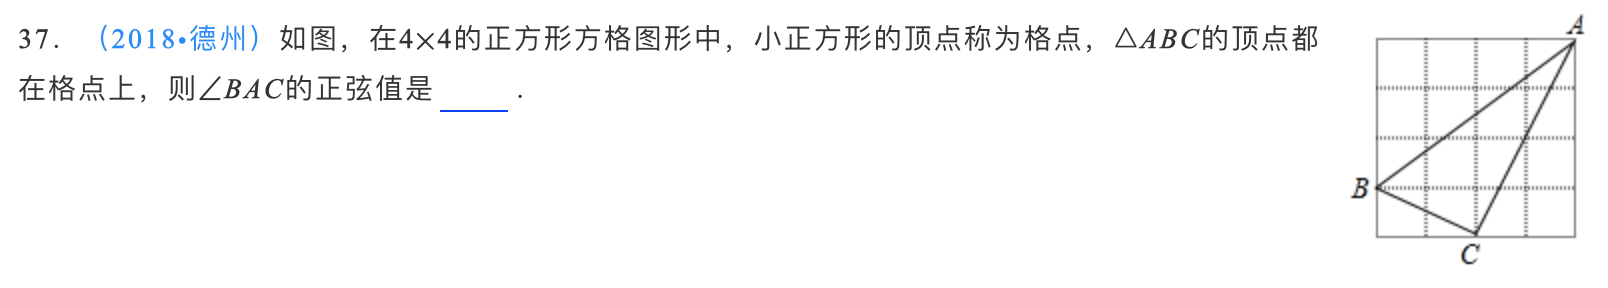 37. （2018•德州）如图，在4×4的正方形方格图形中，小正方形的顶点称为格点，△ABC的顶点都
在格点上，则∠BAC的正弦值是____．
A
B
C